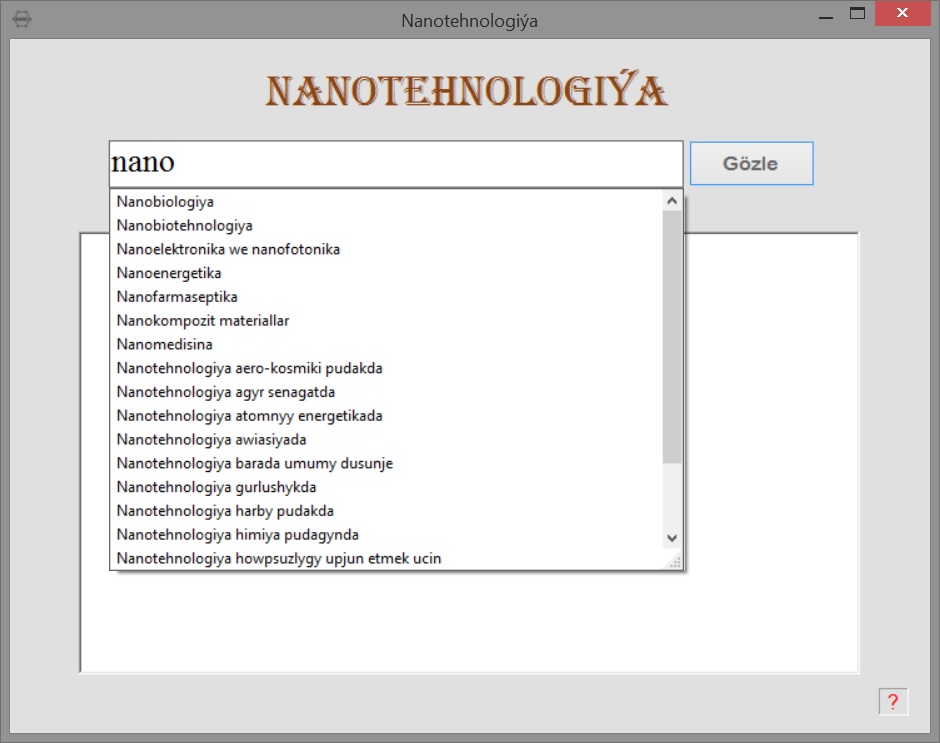 Nanotehnologiýa
NANOTEHNOLOGIÝA
nano
Gözle
Nanobiologiya
Nanobiotehnologiya
Nanoelektronika we nanofotonika
Nanoenergetika
Nanofarmaseptika
Nanokompozit materiallar
Nanomedisina
Nanotehnologiya aero-kosmiki pudakda
Nanotehnologiya agyr senagatda
Nanotehnologiya atomnyy energetikada
Nanotehnologiya awiasiyada
Nanotehnologiya barada umumy dusunje
Nanotehnologiya gurlushykda
Nanotehnologiya harby pudakda
Nanotehnologiya himiya pudagynda
Nanotehnologiya howpsuzlygy upjun etmek ucin
?